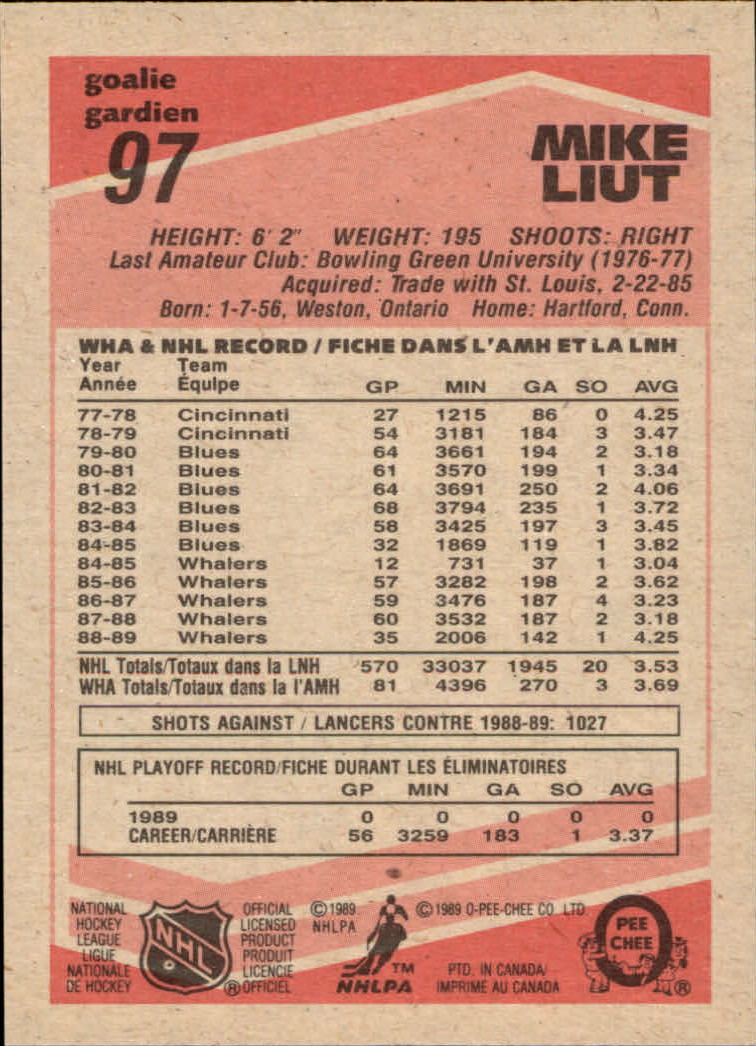 goalie
gardien
97
MIKE
LIUT
HEIGHT: 6' 2" WEIGHT: 195 SHOOTS: RIGHT
Last Amateur Club: Bowling Green University (1976-77)
Acquired: Trade with St. Louis, 2-22-85
Born: 1-7-56, Weston, Ontario Home: Hartford, Conn.
WHA & NHL RECORD / FICHE DANS L'AMH ET LA LNH
Year Team
Année Équipe GP MIN GA SO AVG
77-78 Cincinnati 27 1215 86 0 4.25
78-79 Cincinnati 54 3181 184 3 3.47
79-80 Blues 64 3661 194 2 3.18
80-81 Blues 61 3570 199 1 3.34
81-82 Blues 64 3691 250 2 4.06
82-83 Blues 68 3794 235 1 3.72
83-84 Blues 58 3425 197 3 3.45
84-85 Blues 32 1869 119 1 3.82
84-85 Whalers 12 731 37 1 3.04
85-86 Whalers 57 3282 198 2 3.62
86-87 Whalers 59 3476 187 4 3.23
87-88 Whalers 60 3532 187 2 3.18
88-89 Whalers 35 2006 142 1 4.25
NHL Totals/Totaux dans la LNH 570 33037 1945 20 3.53
WHA Totals/Totaux dans la l'AMH 81 4396 270 3 3.69
SHOTS AGAINST / LANCERS CONTRE 1988-89: 1027
NHL PLAYOFF RECORD/FICHE DURANT LES ÉLIMINATOIRES
GP MIN GA SO AVG
1989 0 0 0 0 0
CAREER/CARRIÈRE 56 3259 183 1 3.37
NATIONAL
HOCKEY
LEAGUE
LIGUE
NATIONALE
DE HOCKEY
NHL
®
OFFICIAL
LICENSED
PRODUCT
PRODUIT
LICENCIE
OFFICIEL
© 1989
NHLPA
TM
NHLPA
© 1989 O-PEE-CHEE CO. LTD.
PTD. IN CANADA/
IMPRIMÉ AU CANADA
PEE
CHEE
®